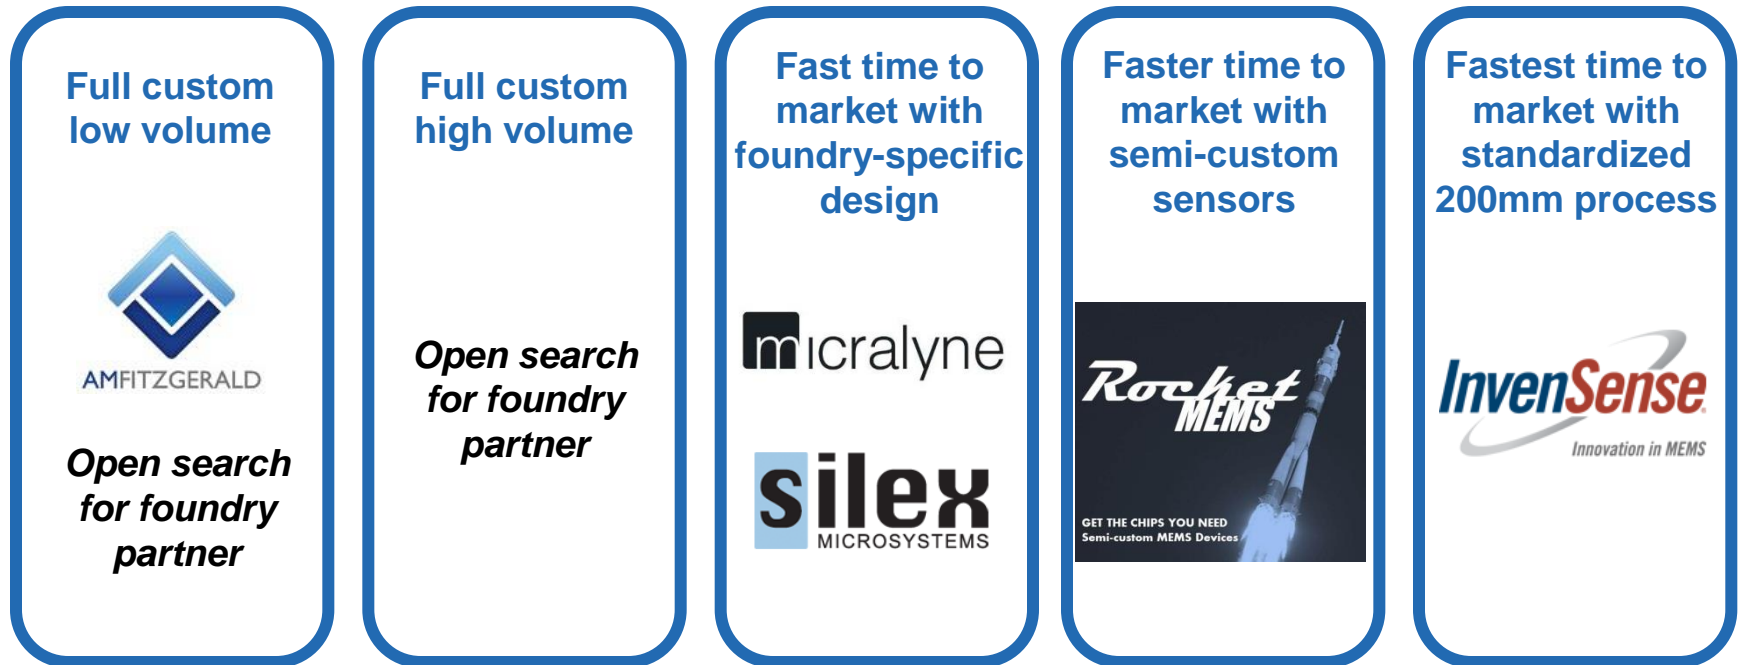 Full custom
low volume
AMFITZGERALD
Open search
for foundry
partner
Full custom
high volume
Open search
for foundry
partner
Fast time to
market with
foundry-specific
design
micralyne
silex
MICROSYSTEMS
Faster time to
market with
semi-custom
sensors
Rocket
MEMS
GET THE CHIPS YOU NEED
Semi-custom MEMS Devices
Fastest time to
market with
standardized
200mm process
InvenSense
Innovation in MEMS